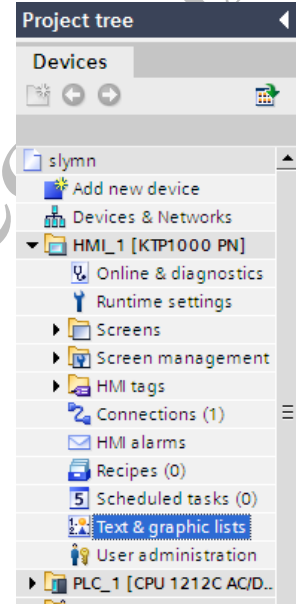 Project tree
Devices
slymn
Add new device
Devices & Networks
HMI_1 [KTP1000 PN]
Online & diagnostics
Runtime settings
Screens
Screen management
HMI tags
Connections (1)
HMI alarms
Recipes (0)
Scheduled tasks (0)
Text & graphic lists
User administration
PLC_1 [CPU 1212C AC/D...